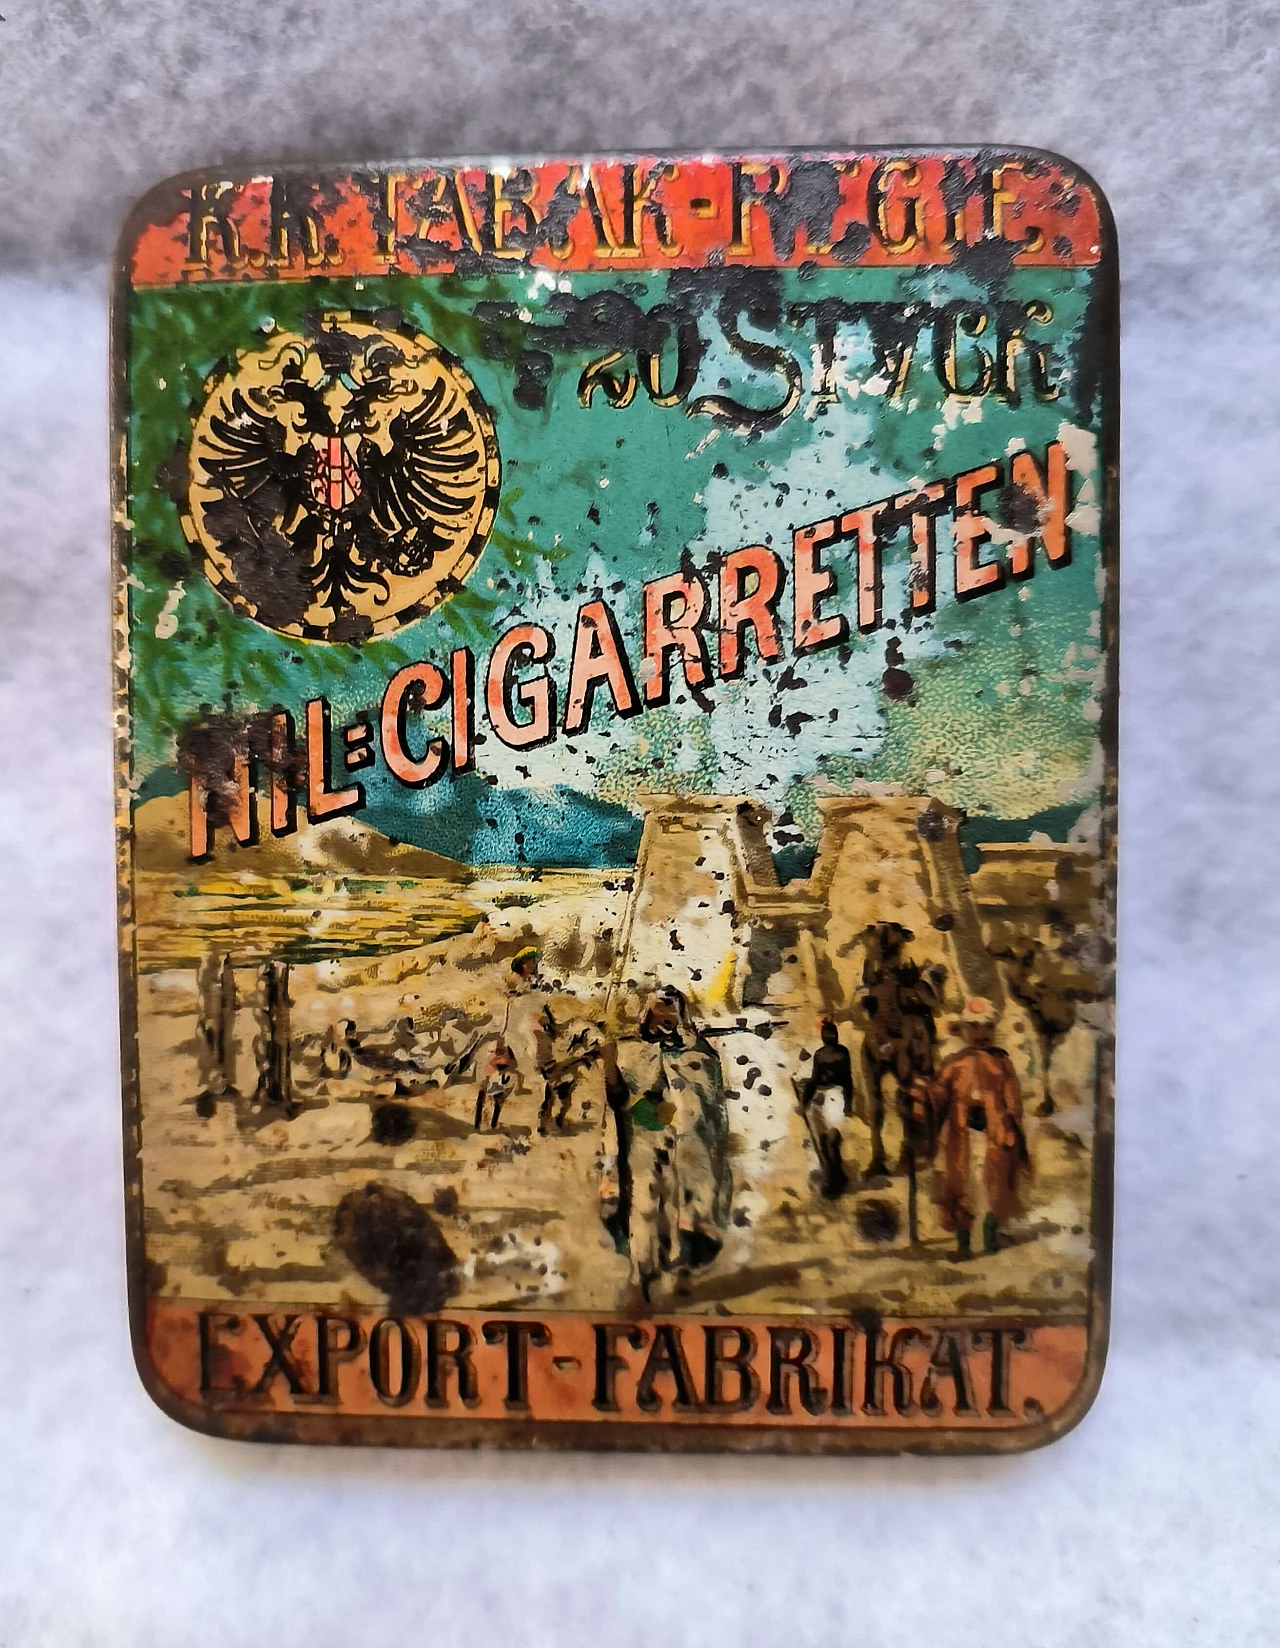 K.K. TABAK-REGIE.
20 STÜCK
NIL=CIGARRETTEN
EXPORT-FABRIKAT.